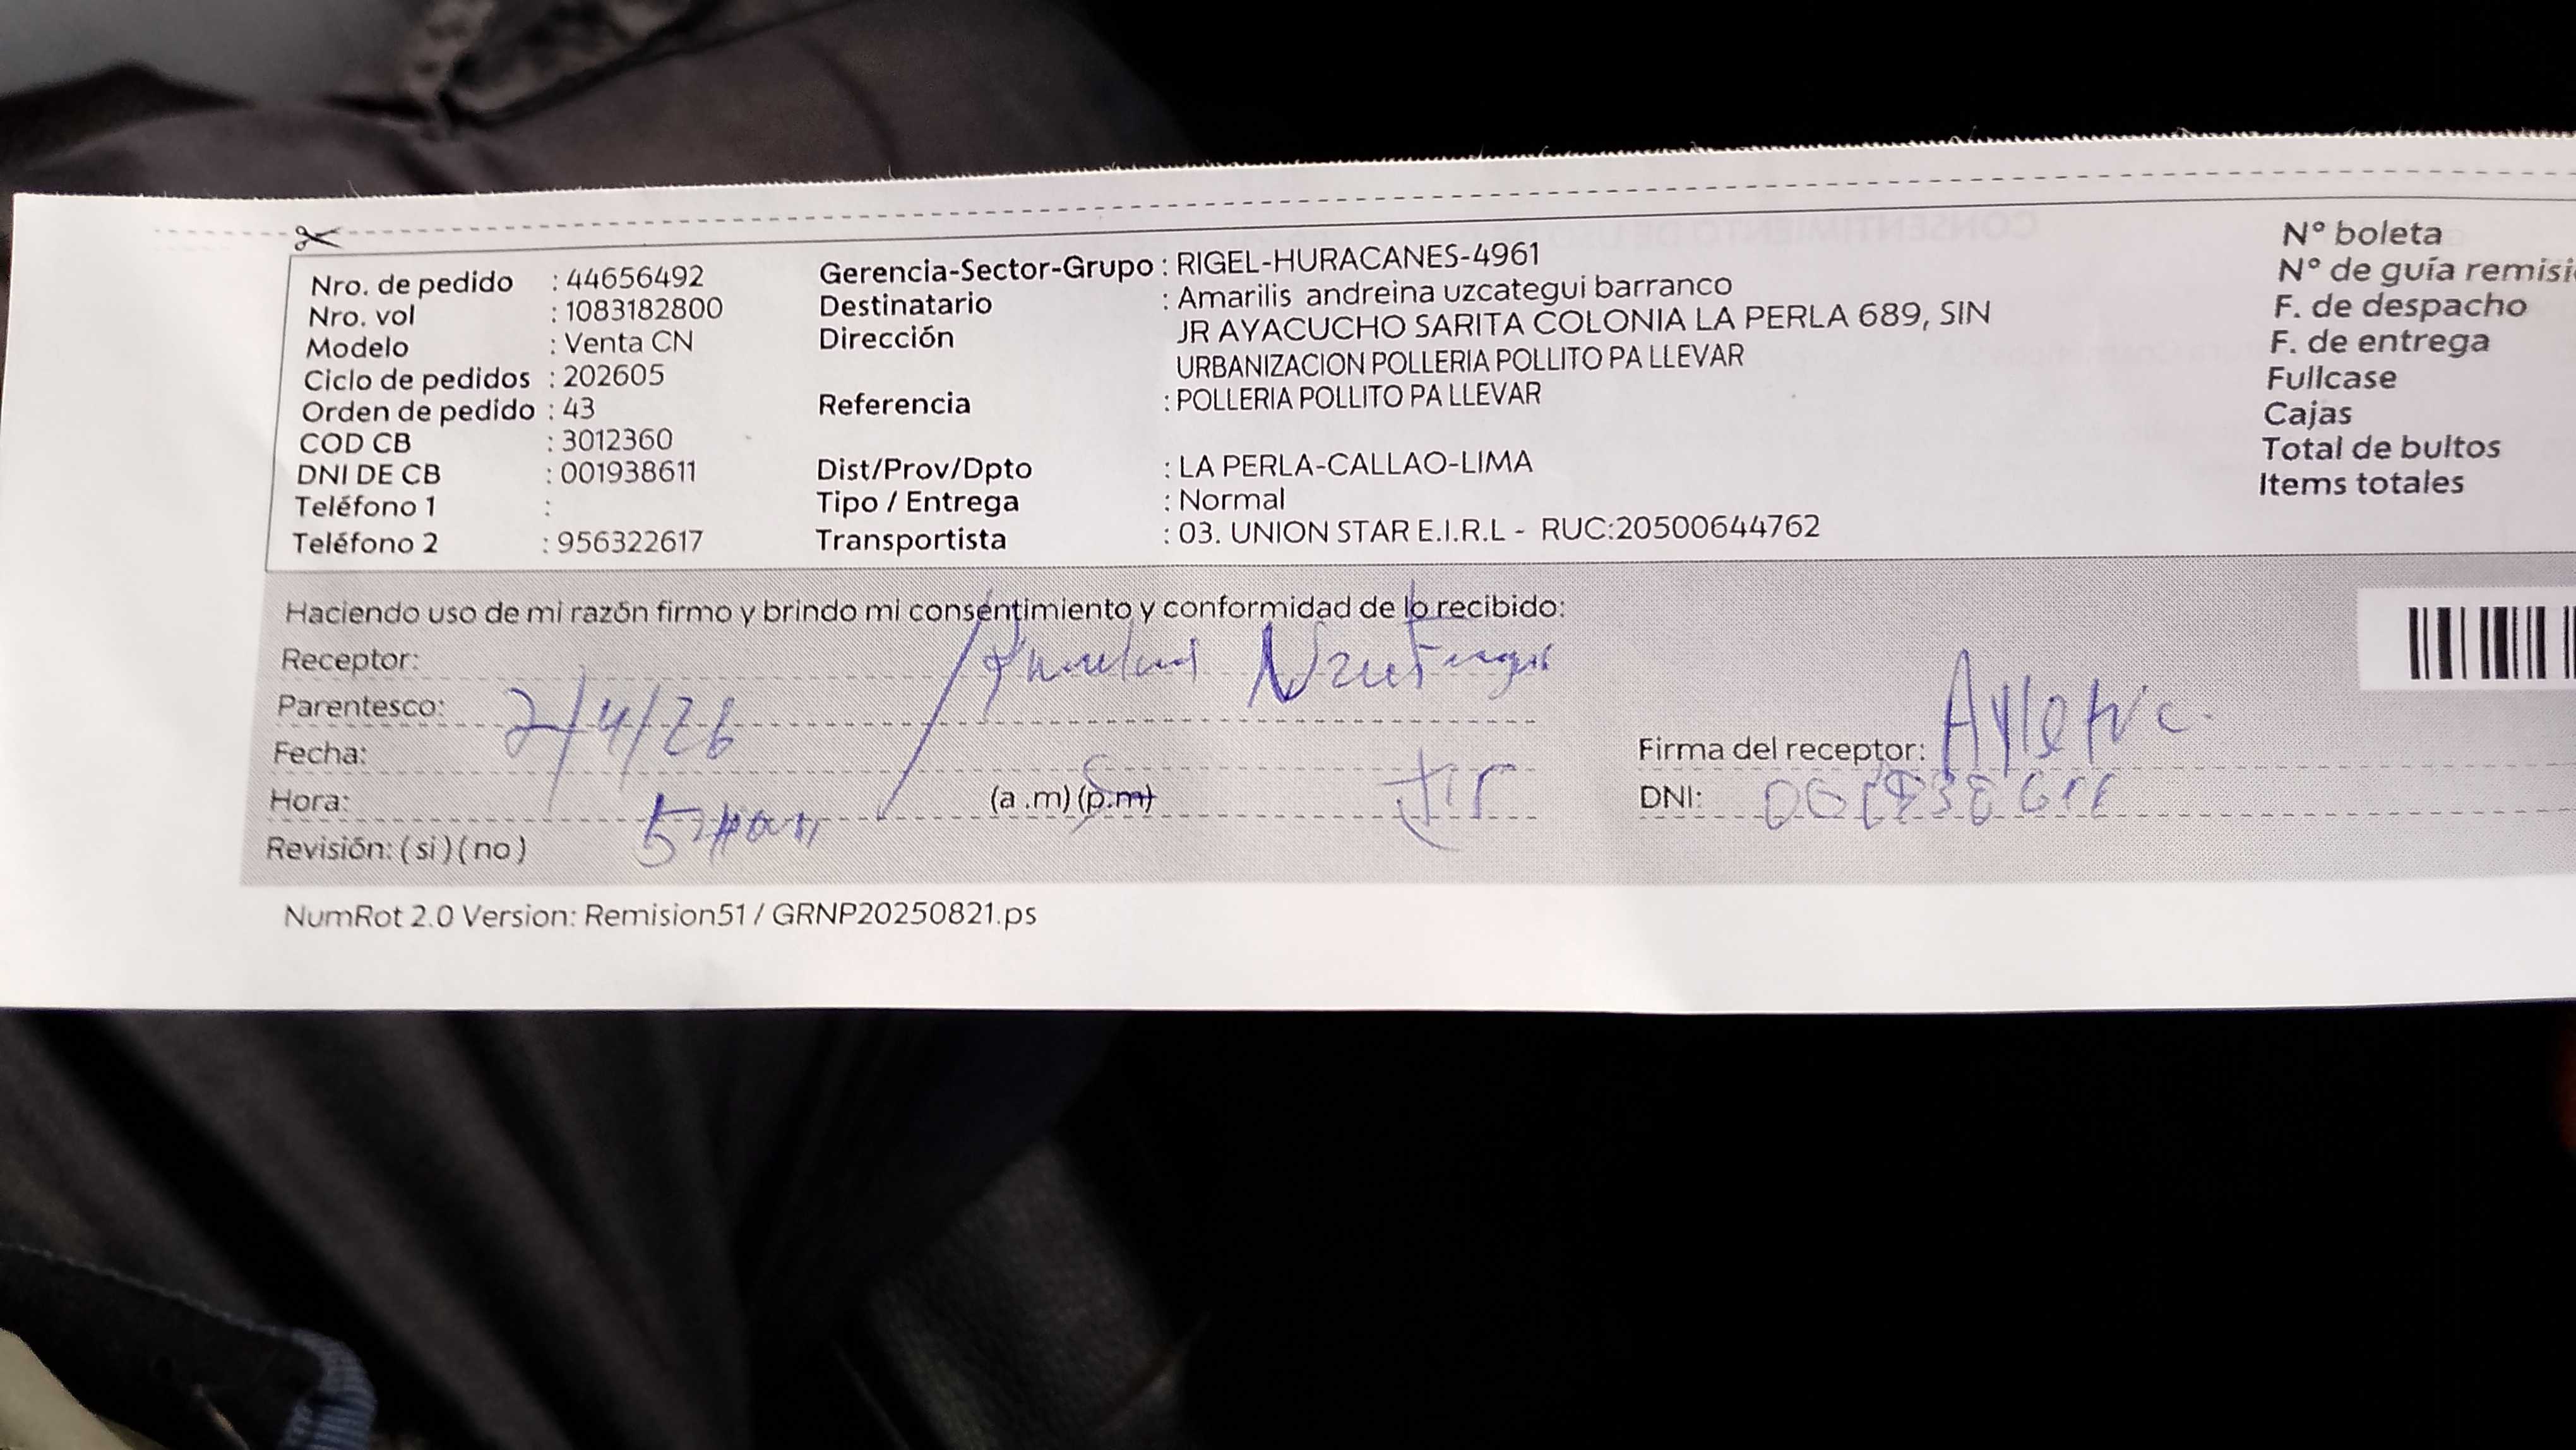 Nro. de pedido : 44656492
Nro. vol : 1083182800
Modelo : Venta CN
Ciclo de pedidos : 202605
Orden de pedido : 43
COD CB : 3012360
DNI DE CB : 001938611
Teléfono 1 :
Teléfono 2 : 956322617
Gerencia-Sector-Grupo : RIGEL-HURACANES-4961
Destinatario : Amarilis andreina uzcategui barranco
Dirección JR AYACUCHO SARITA COLONIA LA PERLA 689, SIN
URBANIZACION POLLERIA POLLITO PA LLEVAR
Referencia : POLLERIA POLLITO PA LLEVAR
Dist/Prov/Dpto : LA PERLA-CALLAO-LIMA
Tipo / Entrega : Normal
Transportista : 03. UNION STAR E.I.R.L - RUC:20500644762
N° boleta
N° de guía remisi
F. de despacho
F. de entrega
Fullcase
Cajas
Total de bultos
Items totales
Haciendo uso de mi razón firmo y brindo mi consentimiento y conformidad de lo recibido:
Receptor:
Parentesco:
Fecha: 2/4/26
Hora: (a .m) (p.m)
Revisión: ( si ) ( no )
Firma del receptor:
DNI:
NumRot 2.0 Version: Remision51 / GRNP20250821.ps